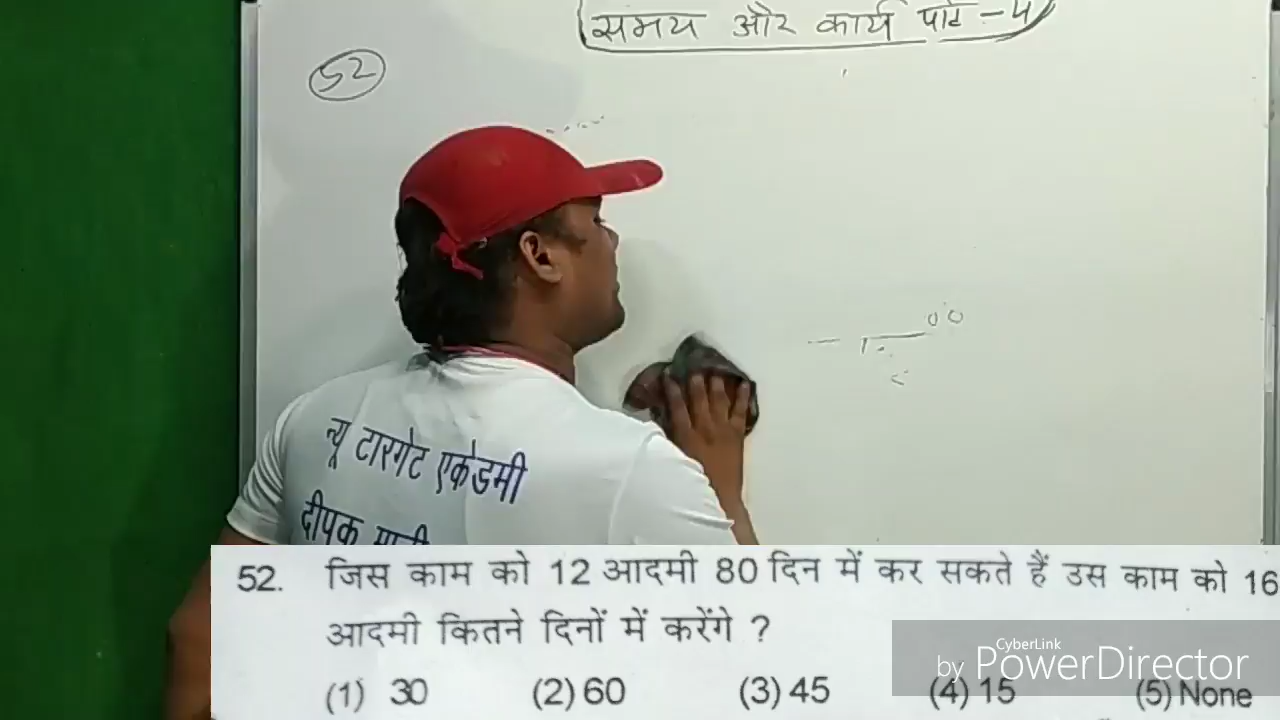 समय और कार्य पार्ट - 4
52
न्यू टारगेट एकेडमी
दीपक
52. जिस काम को 12 आदमी 80 दिन में कर सकते हैं उस काम को 16
आदमी कितने दिनों में करेंगे ?
(1) 30 (2) 60 (3) 45 (4) 15 (5) None
CyberLink
by PowerDirector